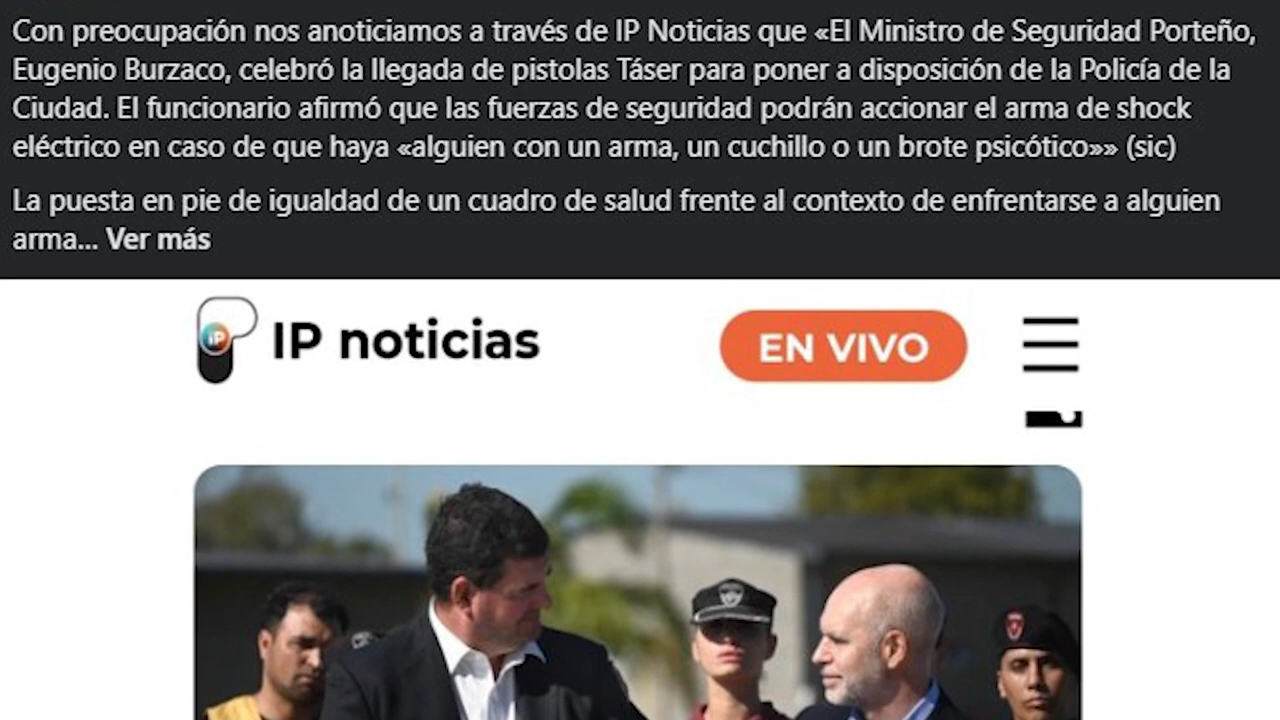 Con preocupación nos anoticiamos a través de IP Noticias que «El Ministro de Seguridad Porteño,
Eugenio Burzaco, celebró la llegada de pistolas Táser para poner a disposición de la Policía de la
Ciudad. El funcionario afirmó que las fuerzas de seguridad podrán accionar el arma de shock
eléctrico en caso de que haya «alguien con un arma, un cuchillo o un brote psicótico»» (sic)
La puesta en pie de igualdad de un cuadro de salud frente al contexto de enfrentarse a alguien
arma... Ver más
iP IP noticias EN VIVO